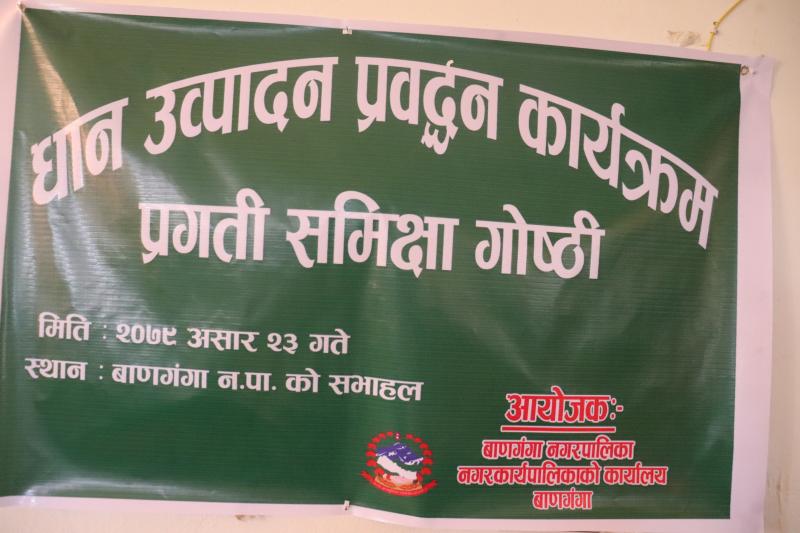 धान उत्पादन प्रवर्द्धन कार्यक्रम
प्रगती समिक्षा गोष्ठी
मिति : २०७९ असार २३ गते
स्थान : बाणगंगा न.पा. को सभाहल
आयोजकः-
बाणगंगा नगरपालिका
नगरकार्यपालिकाको कार्यालय
बाणगंगा